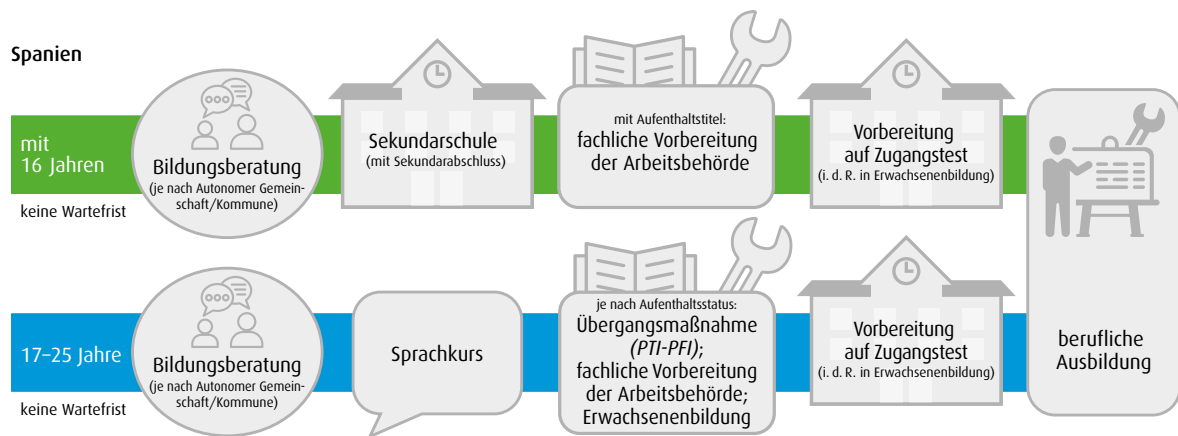 Spanien
mit
16 Jahren
keine Wartefrist
Bildungsberatung
(je nach Autonomer Gemein-
schaft/Kommune)
Sekundarschule
(mit Sekundarabschluss)
mit Aufenthaltstitel:
fachliche Vorbereitung
der Arbeitsbehörde
Vorbereitung
auf Zugangstest
(i. d. R. in Erwachsenenbildung)
17–25 Jahre
keine Wartefrist
Bildungsberatung
(je nach Autonomer Gemein-
schaft/Kommune)
Sprachkurs
je nach Aufenthaltsstatus:
Übergangsmaßnahme
(PTI-PFI);
fachliche Vorbereitung
der Arbeitsbehörde;
Erwachsenenbildung
Vorbereitung
auf Zugangstest
(i. d. R. in Erwachsenenbildung)
berufliche
Ausbildung